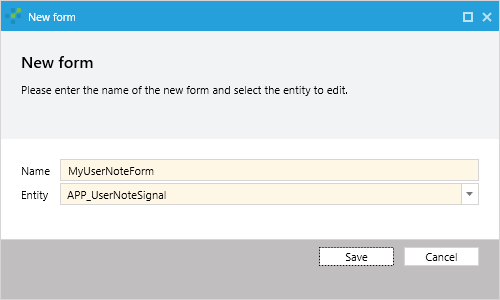 New form
New form
Please enter the name of the new form and select the entity to edit.
Name MyUserNoteForm
Entity APP_UserNoteSignal
Save Cancel